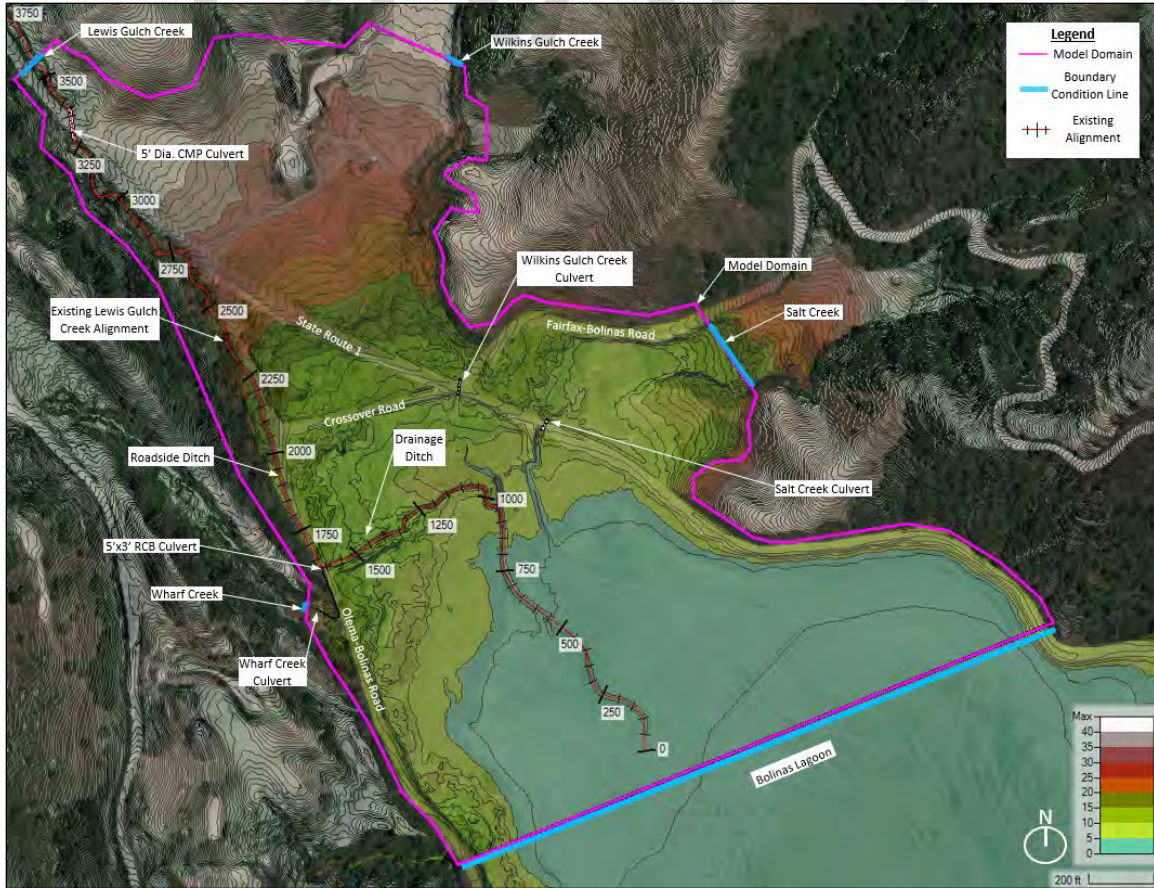 3750
Lewis Gulch Creek
3500
5' Dia. CMP Culvert
3250
3000
2750
2500
Existing Lewis Gulch
Creek Alignment
2250
Roadside Ditch
2000
1750
5'x3' RCB Culvert
Wharf Creek
Wharf Creek
Culvert
Wilkins Gulch Creek
Wilkins Gulch Creek
Culvert
State Route 1
Crossover Road
Drainage
Ditch
1500
1250
1000
750
500
250
0
Olema-Bolinas Road
Fairfax-Bolinas Road
Model Domain
Salt Creek
Salt Creek Culvert
Bolinas Lagoon
Legend
Model Domain
Boundary
Condition Line
Existing
Alignment
Max
40
35
30
25
20
15
10
5
0
N
200 ft